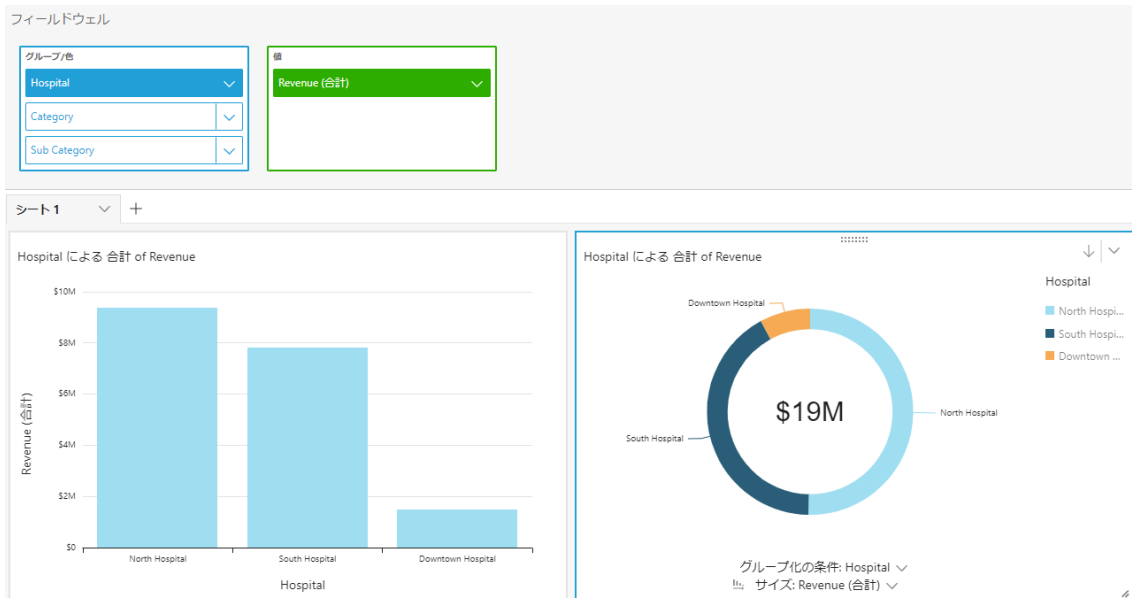 フィールドウェル
グループ/色
Hospital
Category
Sub Category
値
Revenue (合計)
シート 1
Hospital による 合計 of Revenue
$10M
$8M
$6M
$4M
$2M
$0
Revenue (合計)
North Hospital
South Hospital
Downtown Hospital
Hospital
Hospital による 合計 of Revenue
Downtown Hospital
South Hospital
North Hospital
$19M
Hospital
North Hospi...
South Hospi...
Downtown ...
グループ化の条件: Hospital
サイズ: Revenue (合計)